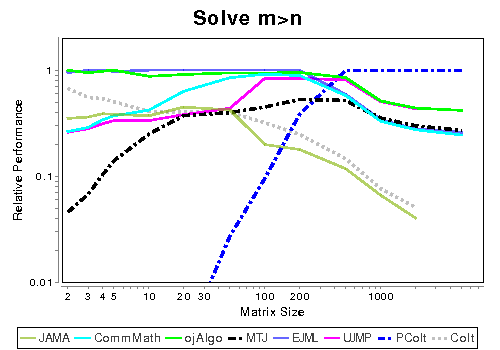 Solve m>n
Relative Performance
1
0.1
0.01
2 3 4 5 10 20 30 100 200 1000
Matrix Size
JAMA CommMath ojAlgo MTJ EJML UJMP PColt Colt